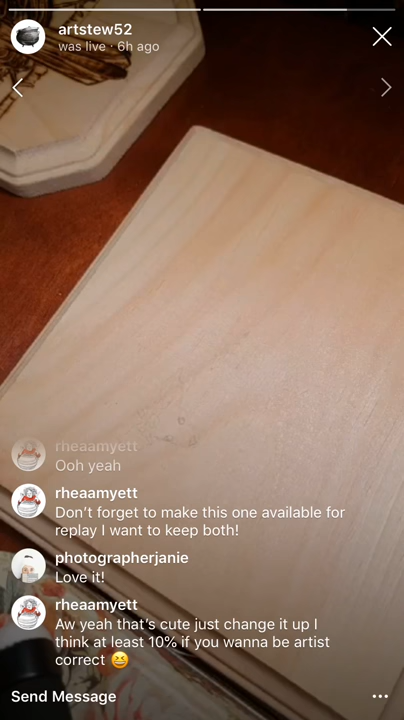 artstew52
was live · 6h ago
rheaamyett
Ooh yeah
rheaamyett
Don't forget to make this one available for
replay I want to keep both!
photographerjanie
Love it!
rheaamyett
Aw yeah that's cute just change it up I
think at least 10% if you wanna be artist
correct 😆
Send Message